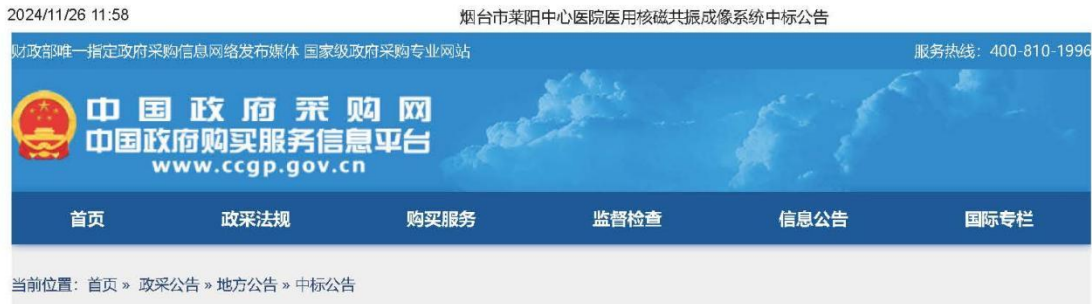 2024/11/26 11:58 烟台市莱阳中心医院医用核磁共振成像系统中标公告
财政部唯一指定政府采购信息网络发布媒体 国家级政府采购专业网站 服务热线：400-810-1996
中国政府采购网
中国政府购买服务信息平台
www.ccgp.gov.cn
首页 政采法规 购买服务 监督检查 信息公告 国际专栏
当前位置：首页 » 政采公告 » 地方公告 » 中标公告